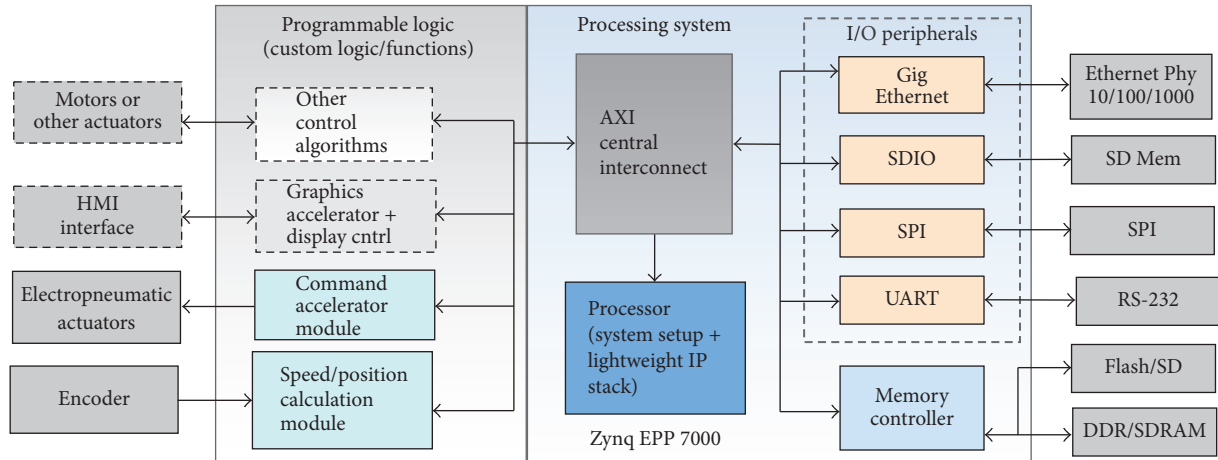 Programmable logic
(custom logic/functions)
Processing system
I/O peripherals
Motors or
other actuators
Other
control
algorithms
AXI
central
interconnect
Gig
Ethernet
Ethernet Phy
10/100/1000
SDIO
SD Mem
HMI
interface
Graphics
accelerator +
display cntrl
SPI
SPI
Electropneumatic
actuators
Command
accelerator
module
Processor
(system setup +
lightweight IP
stack)
UART
RS-232
Encoder
Speed/position
calculation
module
Memory
controller
Flash/SD
DDR/SDRAM
Zynq EPP 7000